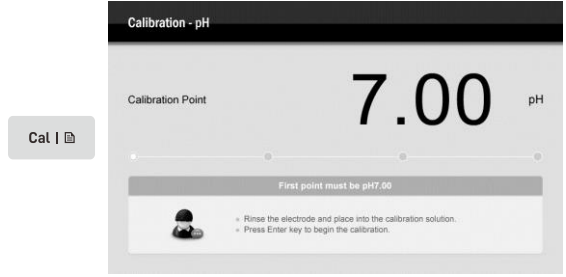 Calibration - pH
Calibration Point
7.00
pH
Cal |
First point must be pH7.00
Rinse the electrode and place into the calibration solution.
Press Enter key to begin the calibration.